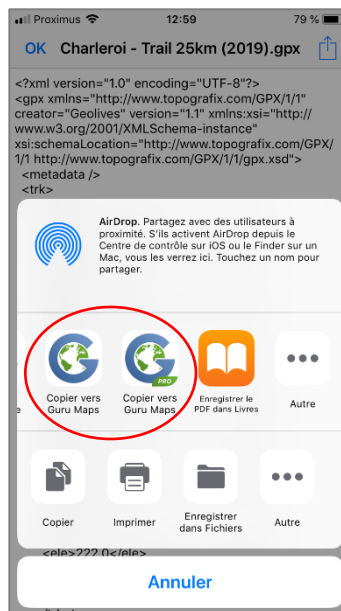 Proximus 12:59 79 %
OK Charleroi - Trail 25km (2019).gpx
<?xml version="1.0" encoding="UTF-8"?>
<gpx xmlns="http://www.topografix.com/GPX/1/1"
creator="Geolives" version="1.1" xmlns:xsi="http://
www.w3.org/2001/XMLSchema-instance"
xsi:schemaLocation="http://www.topografix.com/GPX/
1/1 http://www.topografix.com/GPX/1/1/gpx.xsd">
<metadata />
<trk>
AirDrop. Partagez avec des utilisateurs à
proximité. S'ils activent AirDrop depuis le
Centre de contrôle sur iOS ou le Finder sur un
Mac, vous les verrez ici. Touchez un nom pour
partager.
PRO
Copier vers
Guru Maps
Copier vers
Guru Maps
Enregistrer le
PDF dans Livres
Autre
Copier
Imprimer
Enregistrer
dans Fichiers
Autre
<ele>222.0</ele>
Annuler